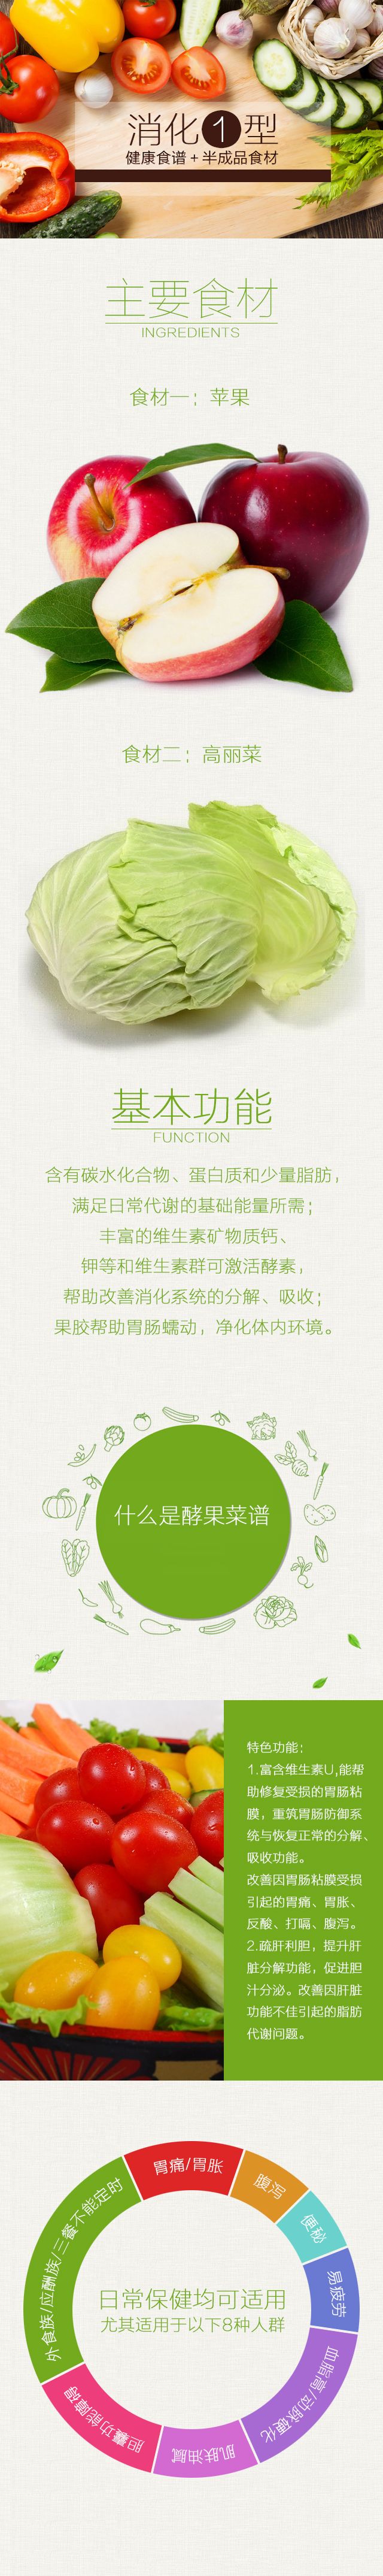 消化1型
健康食谱+半成品食材
主要食材
INGREDIENTS
食材一：苹果
食材二：高丽菜
基本功能
FUNCTION
含有碳水化合物、蛋白质和少量脂肪，
满足日常代谢的基础能量所需；
丰富的维生素矿物质钙、
钾等和维生素群可激活酵素，
帮助改善消化系统的分解、吸收；
果胶帮助胃肠蠕动，净化体内环境。
什么是酵果菜谱
特色功能：
1.富含维生素U,能帮
助修复受损的胃肠粘
膜，重筑胃肠防御系
统与恢复正常的分解、
吸收功能。
改善因胃肠粘膜受损
引起的胃痛、胃胀、
反酸、打嗝、腹泻。
2.疏肝利胆，提升肝
脏分解功能，促进胆
汁分泌。改善因肝脏
功能不佳引起的脂肪
代谢问题。
胃痛/胃胀
腹泻
便秘
易疲劳
血脂高/动脉硬化
肌肤油腻
胆囊功能障碍
外食族/应酬族/三餐不能定时
日常保健均可适用
尤其适用于以下8种人群